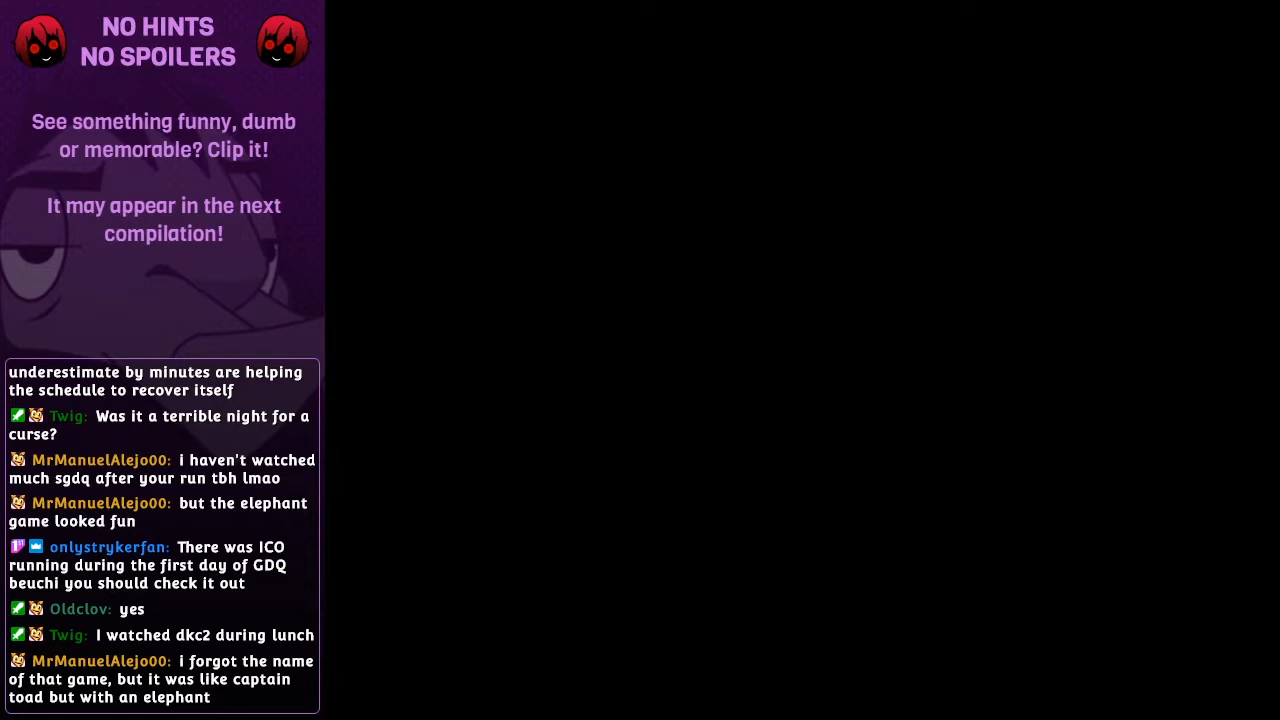 NO HINTS
NO SPOILERS
See something funny, dumb
or memorable? Clip it!
It may appear in the next
compilation!
underestimate by minutes are helping
the schedule to recover itself
Twig: Was it a terrible night for a
curse?
MrManuelAlejo00: i haven't watched
much sgdq after your run tbh lmao
MrManuelAlejo00: but the elephant
game looked fun
onlystrykerfan: There was ICO
running during the first day of GDQ
beuchi you should check it out
Oldclov: yes
Twig: I watched dkc2 during lunch
MrManuelAlejo00: i forgot the name
of that game, but it was like captain
toad but with an elephant